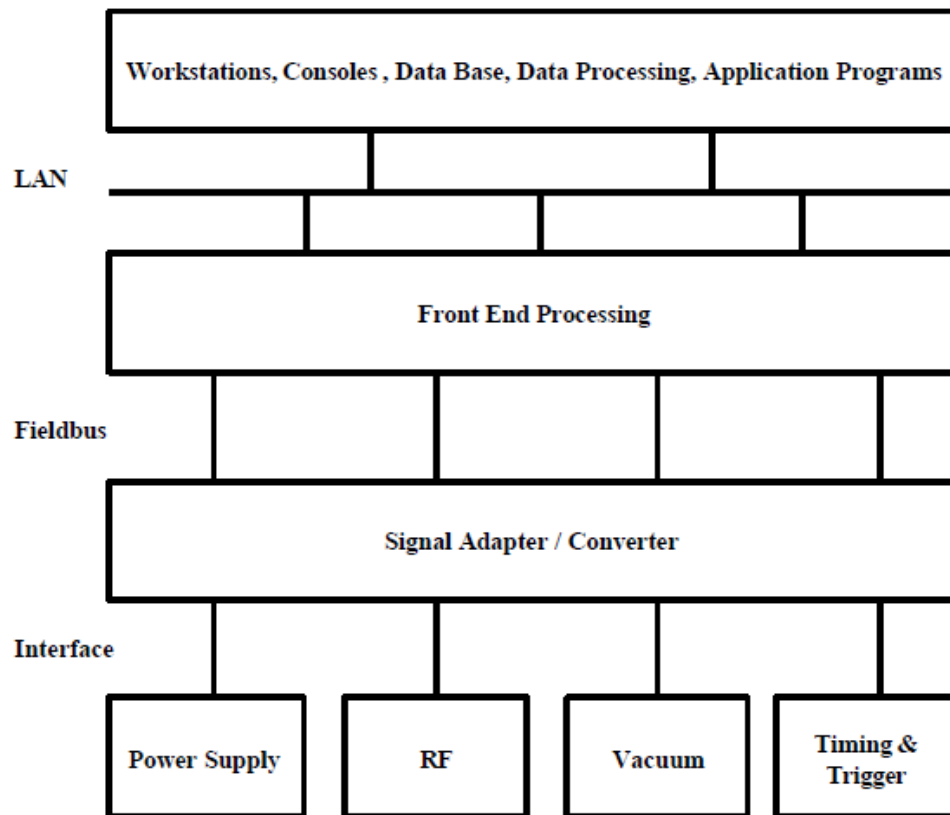 Workstations, Consoles , Data Base, Data Processing, Application Programs
LAN
Front End Processing
Fieldbus
Signal Adapter / Converter
Interface
Power Supply
RF
Vacuum
Timing &
Trigger